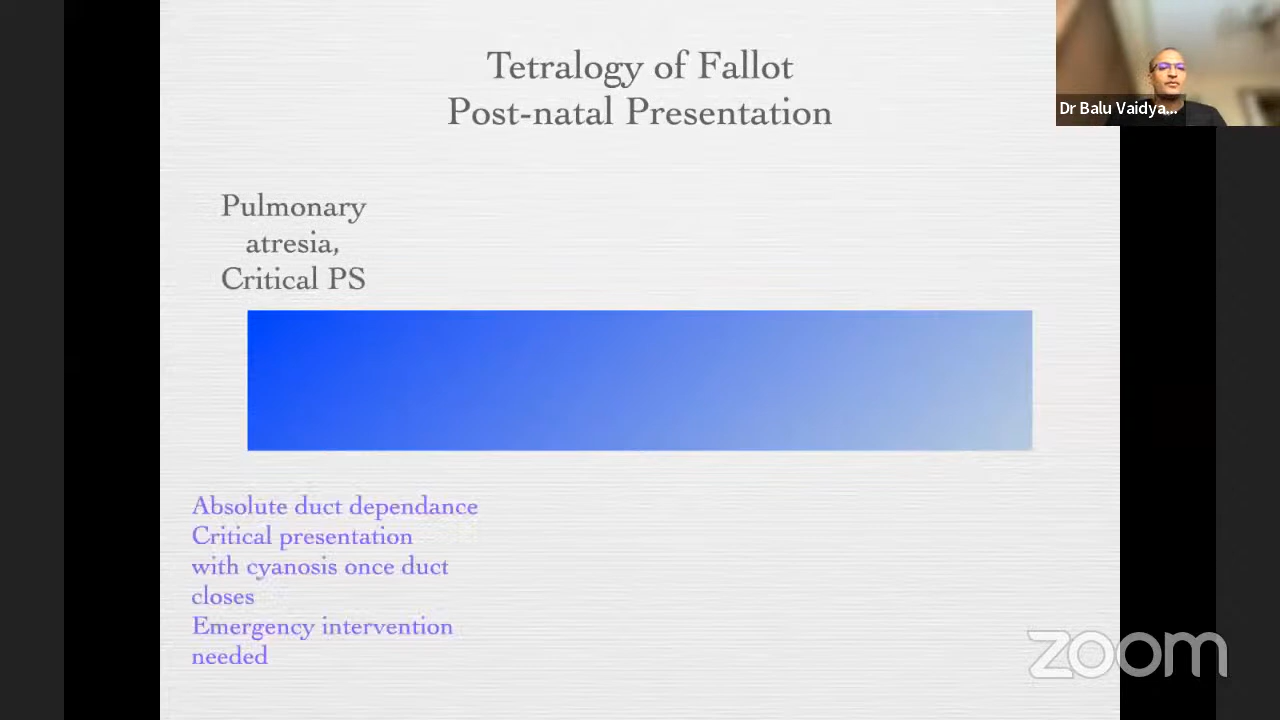 Tetralogy of Fallot
Post-natal Presentation
Dr Balu Vaidya...
Pulmonary
atresia,
Critical PS
Absolute duct dependance
Critical presentation
with cyanosis once duct
closes
Emergency intervention
needed
zoom